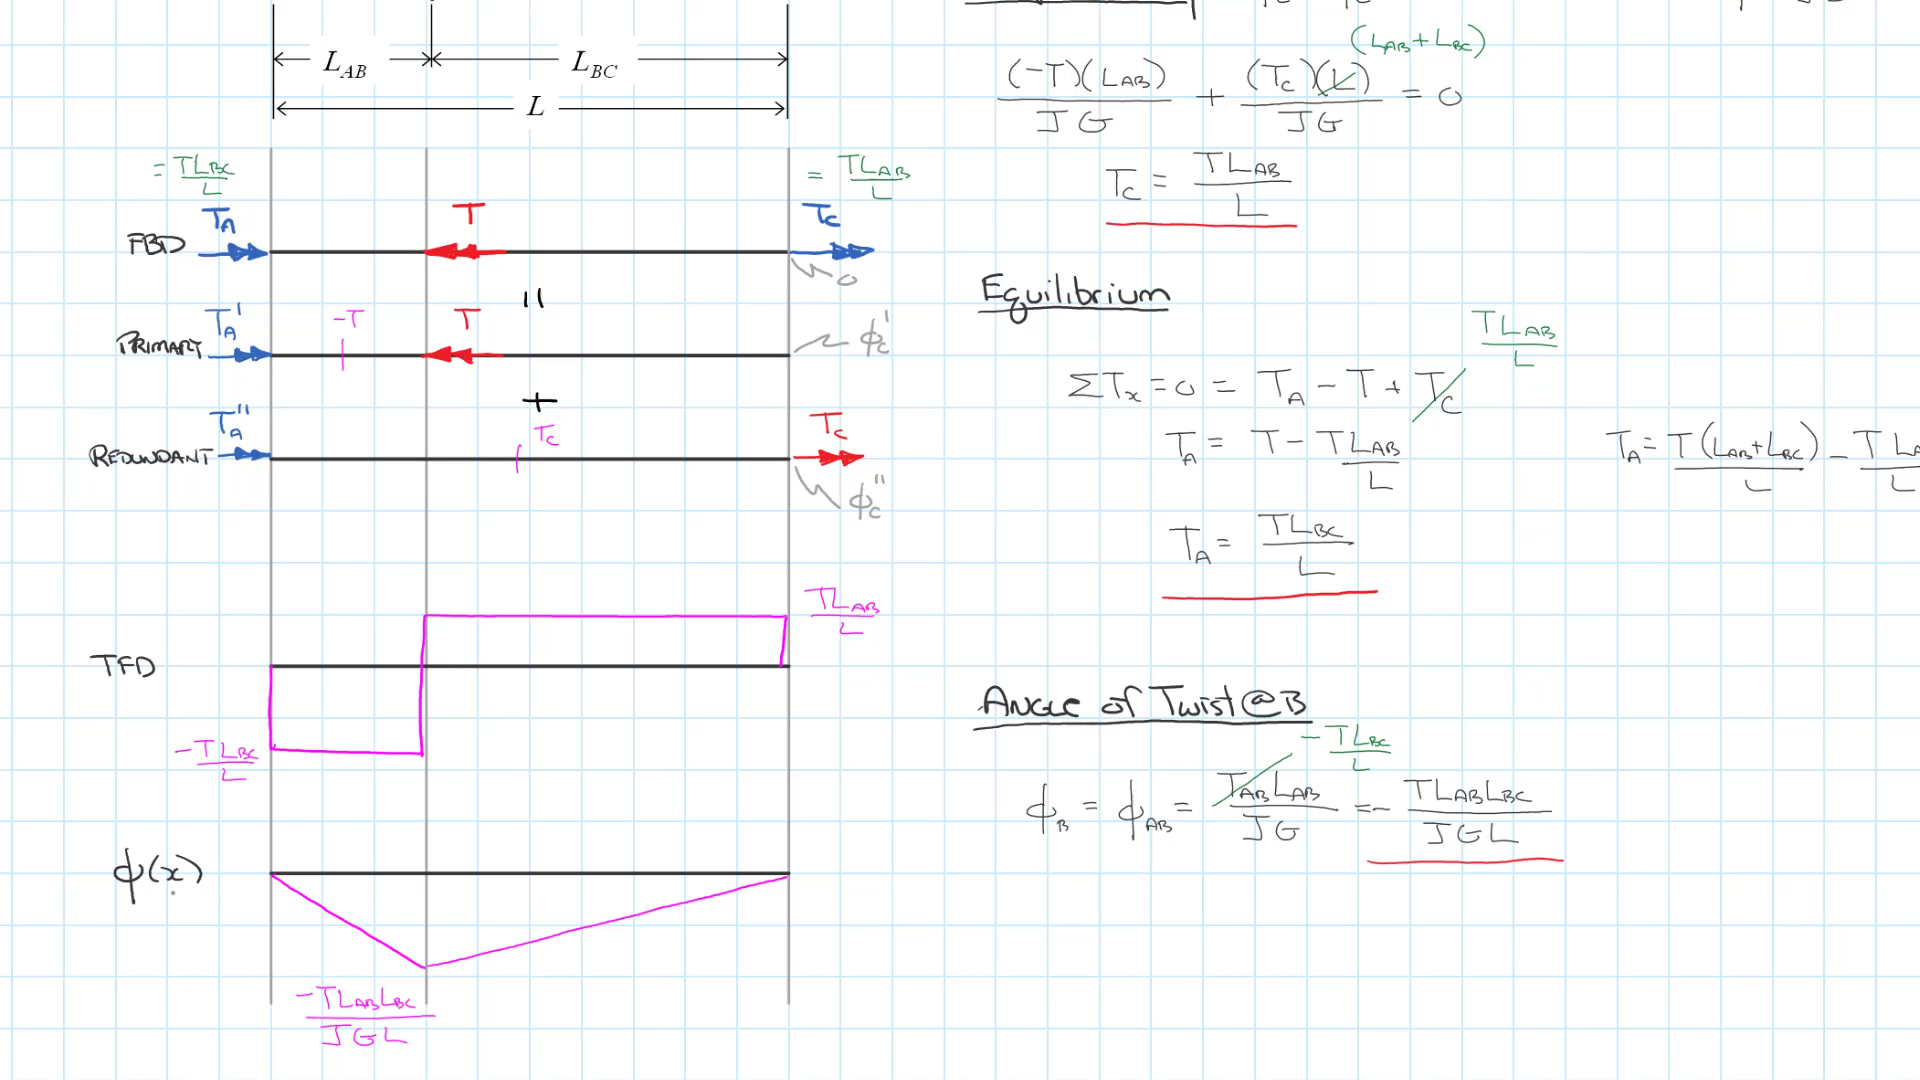 L_AB L_BC
L
= TL_BC / L
= TL_AB / L
T_A T T_C
FBD
0
"
T_A' -T T
PRIMARY
ϕ_C'
+
T_A" T_C T_C
REDUNDANT
ϕ_C"
TL_AB / L
TFD
-TL_BC / L
ϕ(x)
-TL_AB L_BC / JGL
(L_AB + L_BC)
(-T)(L_AB) / JG + (T_C)(L) / JG = 0
T_C = TL_AB / L
Equilibrium
TL_AB / L
ΣT_x = 0 = T_A - T + T_C
T_A = T - TL_AB / L
T_A = T(L_AB+L_BC) / L - TLA / L
T_A = TL_BC / L
ANGLE of Twist @ B
- TL_BC / L
ϕ_B = ϕ_AB = T_AB L_AB / JG = - TL_AB L_BC / JGL